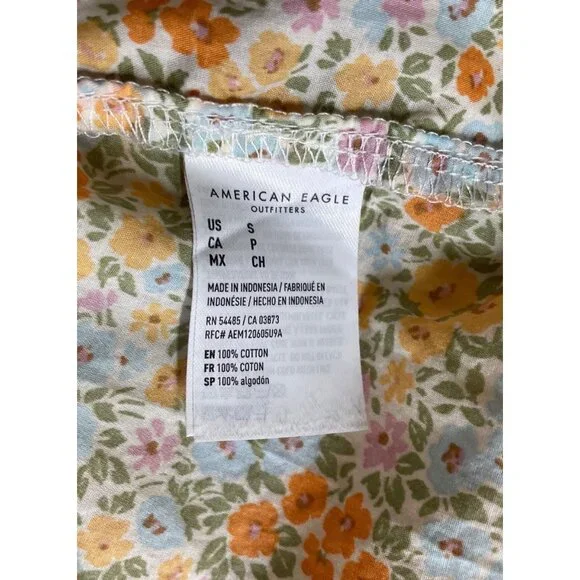 AMERICAN EAGLE
OUTFITTERS
US S
CA P
MX CH
MADE IN INDONESIA / FABRIQUÉ EN
INDONÉSIE / HECHO EN INDONESIA
RN 54485 / CA 03873
RFC# AEM120605U9A
EN 100% COTTON
FR 100% COTON
SP 100% algodón